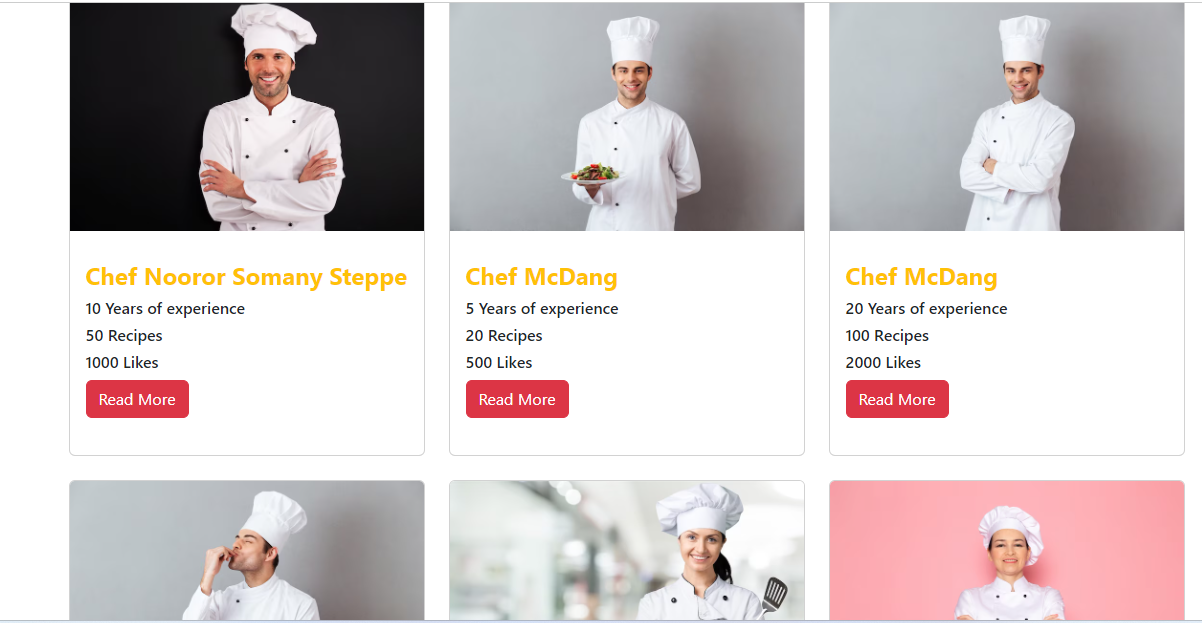 Chef Nooror Somany Steppe
10 Years of experience
50 Recipes
1000 Likes
Read More
Chef McDang
5 Years of experience
20 Recipes
500 Likes
Read More
Chef McDang
20 Years of experience
100 Recipes
2000 Likes
Read More